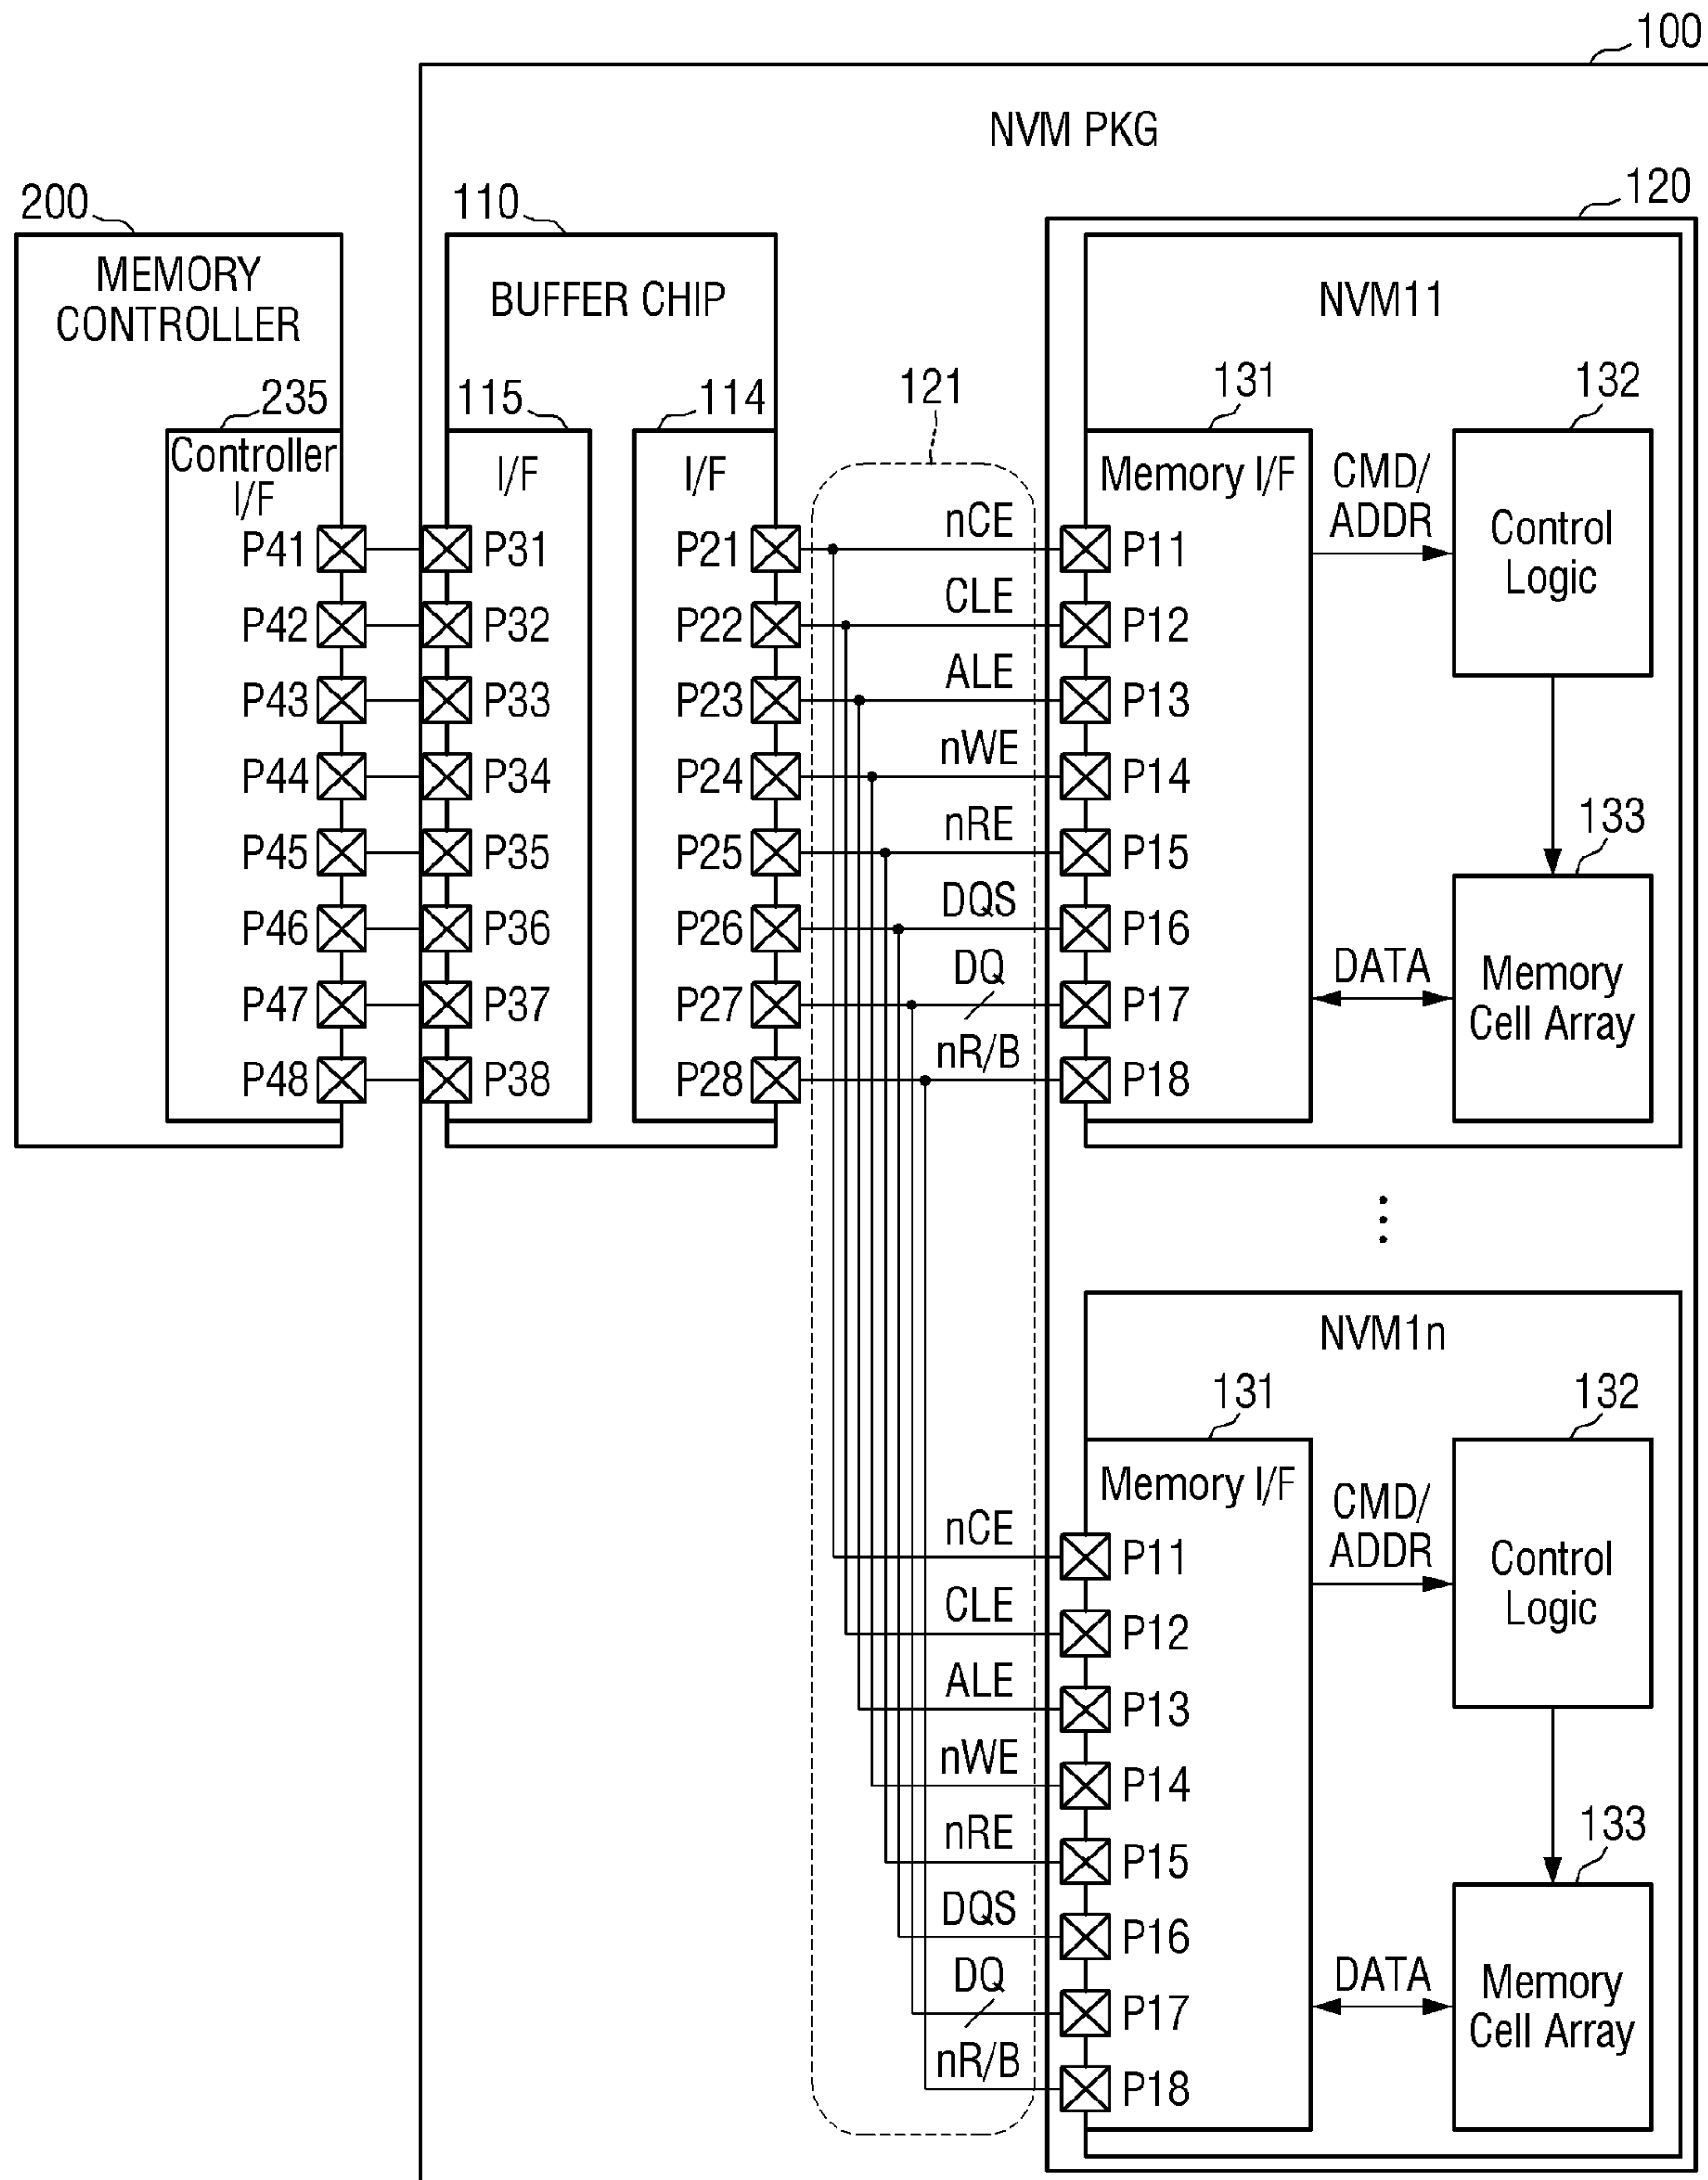 100
NVM PKG
120
200
110
MEMORY
CONTROLLER
BUFFER CHIP
NVM11
235
115
114
121
131
132
Controller
I/F
I/F
I/F
Memory I/F
CMD/
ADDR
Control
Logic
P41
P31
P21
nCE
P11
P42
P32
P22
CLE
P12
P43
P33
P23
ALE
P13
P44
P34
P24
nWE
P14
P45
P35
P25
nRE
P15
133
P46
P36
P26
DQS
P16
P47
P37
P27
DQ
P17
DATA
Memory
Cell Array
P48
P38
P28
nR/B
P18
NVM1n
131
132
Memory I/F
CMD/
ADDR
Control
Logic
nCE
P11
CLE
P12
ALE
P13
nWE
P14
nRE
P15
133
DQS
P16
DQ
P17
DATA
Memory
Cell Array
nR/B
P18